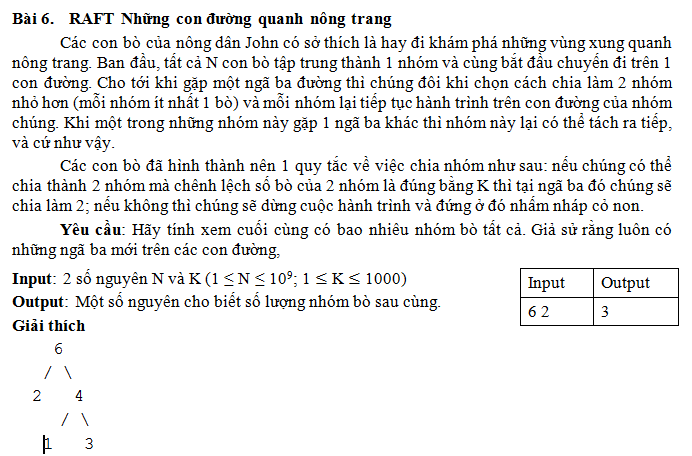 Bài 6. RAFT Những con đường quanh nông trang
Các con bò của nông dân John có sở thích là hay đi khám phá những vùng xung quanh
nông trang. Ban đầu, tất cả N con bò tập trung thành 1 nhóm và cùng bắt đầu chuyến đi trên 1
con đường. Cho tới khi gặp một ngã ba đường thì chúng đôi khi chọn cách chia làm 2 nhóm
nhỏ hơn (mỗi nhóm ít nhất 1 bò) và mỗi nhóm lại tiếp tục hành trình trên con đường của nhóm
chúng. Khi một trong những nhóm này gặp 1 ngã ba khác thì nhóm này lại có thể tách ra tiếp,
và cứ như vậy.
Các con bò đã hình thành nên 1 quy tắc về việc chia nhóm như sau: nếu chúng có thể
chia thành 2 nhóm mà chênh lệch số bò của 2 nhóm là đúng bằng K thì tại ngã ba đó chúng sẽ
chia làm 2; nếu không thì chúng sẽ dừng cuộc hành trình và đứng ở đó nhấm nháp cỏ non.
Yêu cầu: Hãy tính xem cuối cùng có bao nhiêu nhóm bò tất cả. Giả sử rằng luôn có
những ngã ba mới trên các con đường,
Input: 2 số nguyên N và K (1 ≤ N ≤ 10⁹; 1 ≤ K ≤ 1000)
Output: Một số nguyên cho biết số lượng nhóm bò sau cùng.
Input Output
6 2 3
Giải thích
6
/ \
2 4
/ \
1 3